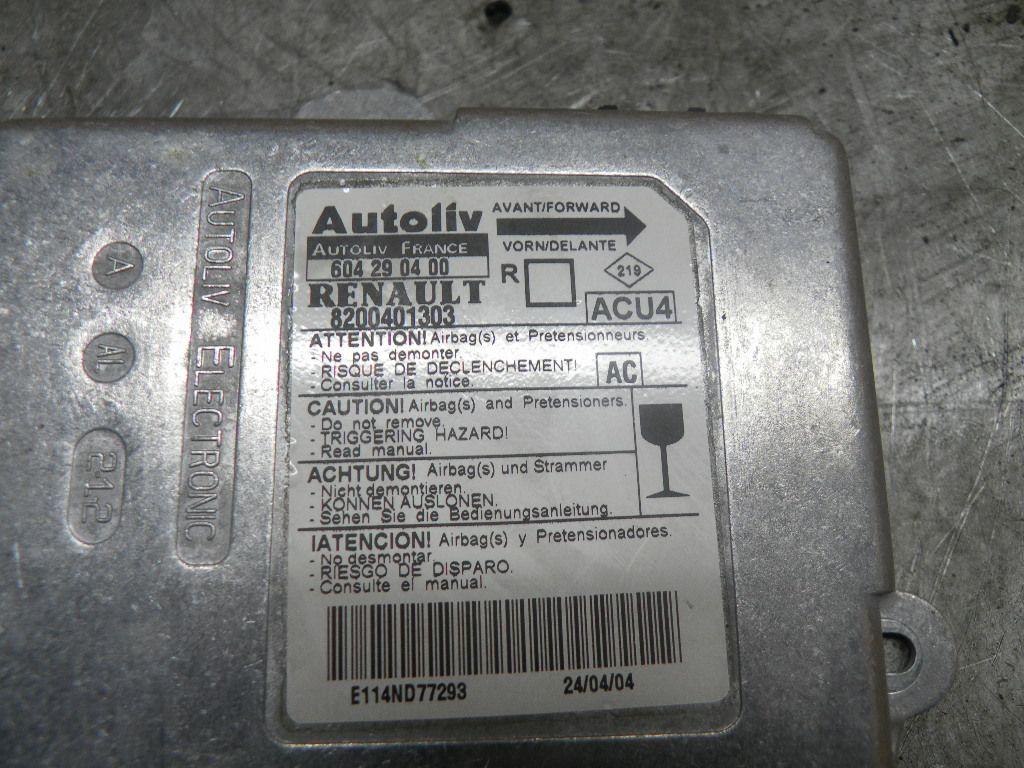 AUTOLIV ELECTRONIC
A
AL
21.2
Autoliv
AUTOLIV FRANCE
604 29 04 00
RENAULT
8200401303
AVANT/FORWARD
VORN/DELANTE
R
219
ACU4
ATTENTION! Airbag(s) et Pretensionneurs.
- Ne pas demonter.
- RISQUE DE DECLENCHEMENT!
- Consulter la notice.
AC
CAUTION! Airbag(s) and Pretensioners.
- Do not remove.
- TRIGGERING HAZARD!
- Read manual.
ACHTUNG! Airbag(s) und Strammer
- Nicht demontieren.
- KONNEN AUSLONEN.
- Sehen Sie die Bedienungsanleitung.
IATENCIÓN! Airbag(s) y Pretensionadores.
- No desmontar
- RIESGO DE DISPARO.
- Consulte el manual.
E114ND77293 24/04/04